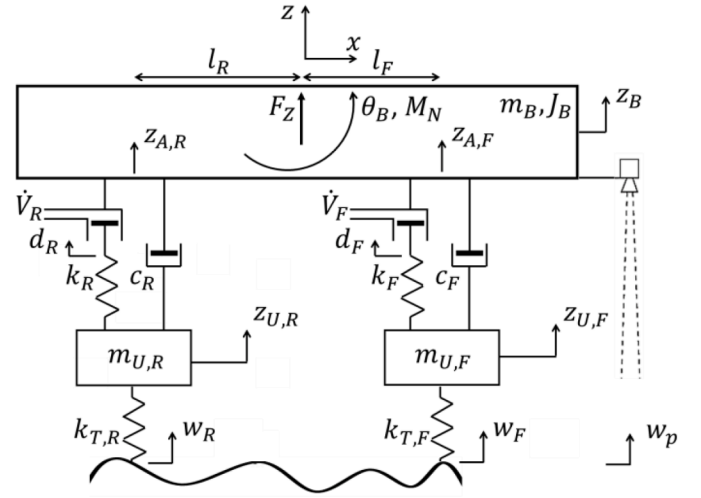 z
x
l_R
l_F
F_Z
θ_B, M_N
m_B, J_B
z_B
z_{A,R}
z_{A,F}
V̇_R
V̇_F
d_R
d_F
k_R
c_R
k_F
c_F
z_{U,R}
z_{U,F}
m_{U,R}
m_{U,F}
k_{T,R}
w_R
k_{T,F}
w_F
w_p